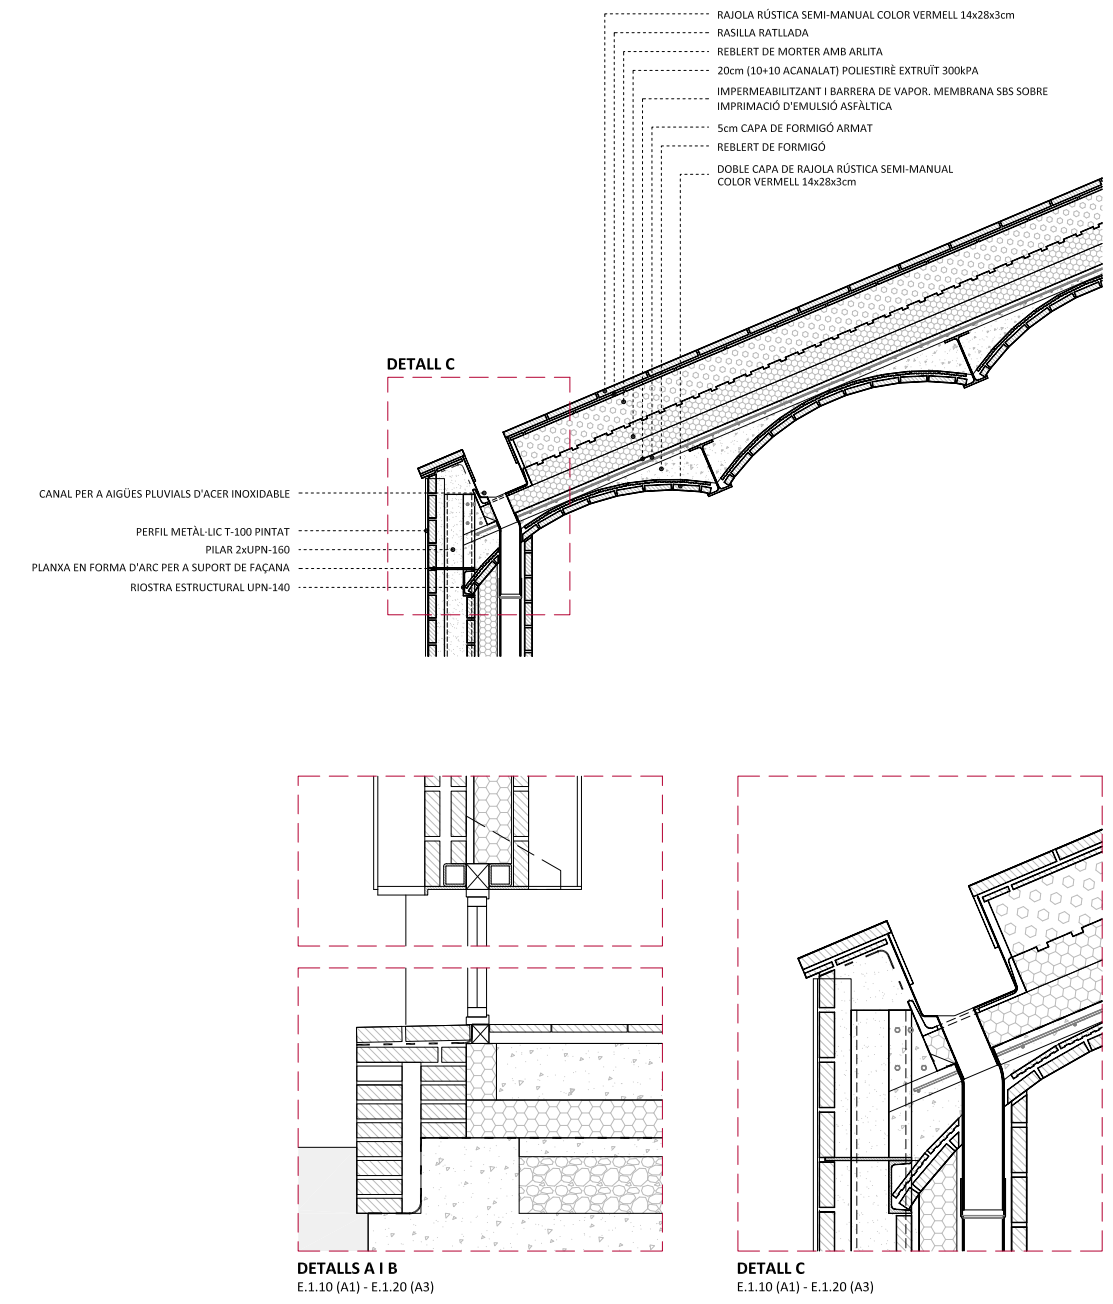 RAJOLA RÚSTICA SEMI-MANUAL COLOR VERMELL 14x28x3cm
RASILLA RATLLADA
REBLERT DE MORTER AMB ARLITA
20cm (10+10 ACANALAT) POLIESTIRÈ EXTRUÏT 300kPA
IMPERMEABILITZANT I BARRERA DE VAPOR. MEMBRANA SBS SOBRE
IMPRIMACIÓ D'EMULSIÓ ASFÀLTICA
5cm CAPA DE FORMIGÓ ARMAT
REBLERT DE FORMIGÓ
DOBLE CAPA DE RAJOLA RÚSTICA SEMI-MANUAL
COLOR VERMELL 14x28x3cm
DETALL C
CANAL PER A AIGÜES PLUVIALS D'ACER INOXIDABLE
PERFIL METÀL·LIC T-100 PINTAT
PILAR 2xUPN-160
PLANXA EN FORMA D'ARC PER A SUPORT DE FAÇANA
RIOSTRA ESTRUCTURAL UPN-140
DETALLS A I B
E.1.10 (A1) - E.1.20 (A3)
DETALL C
E.1.10 (A1) - E.1.20 (A3)